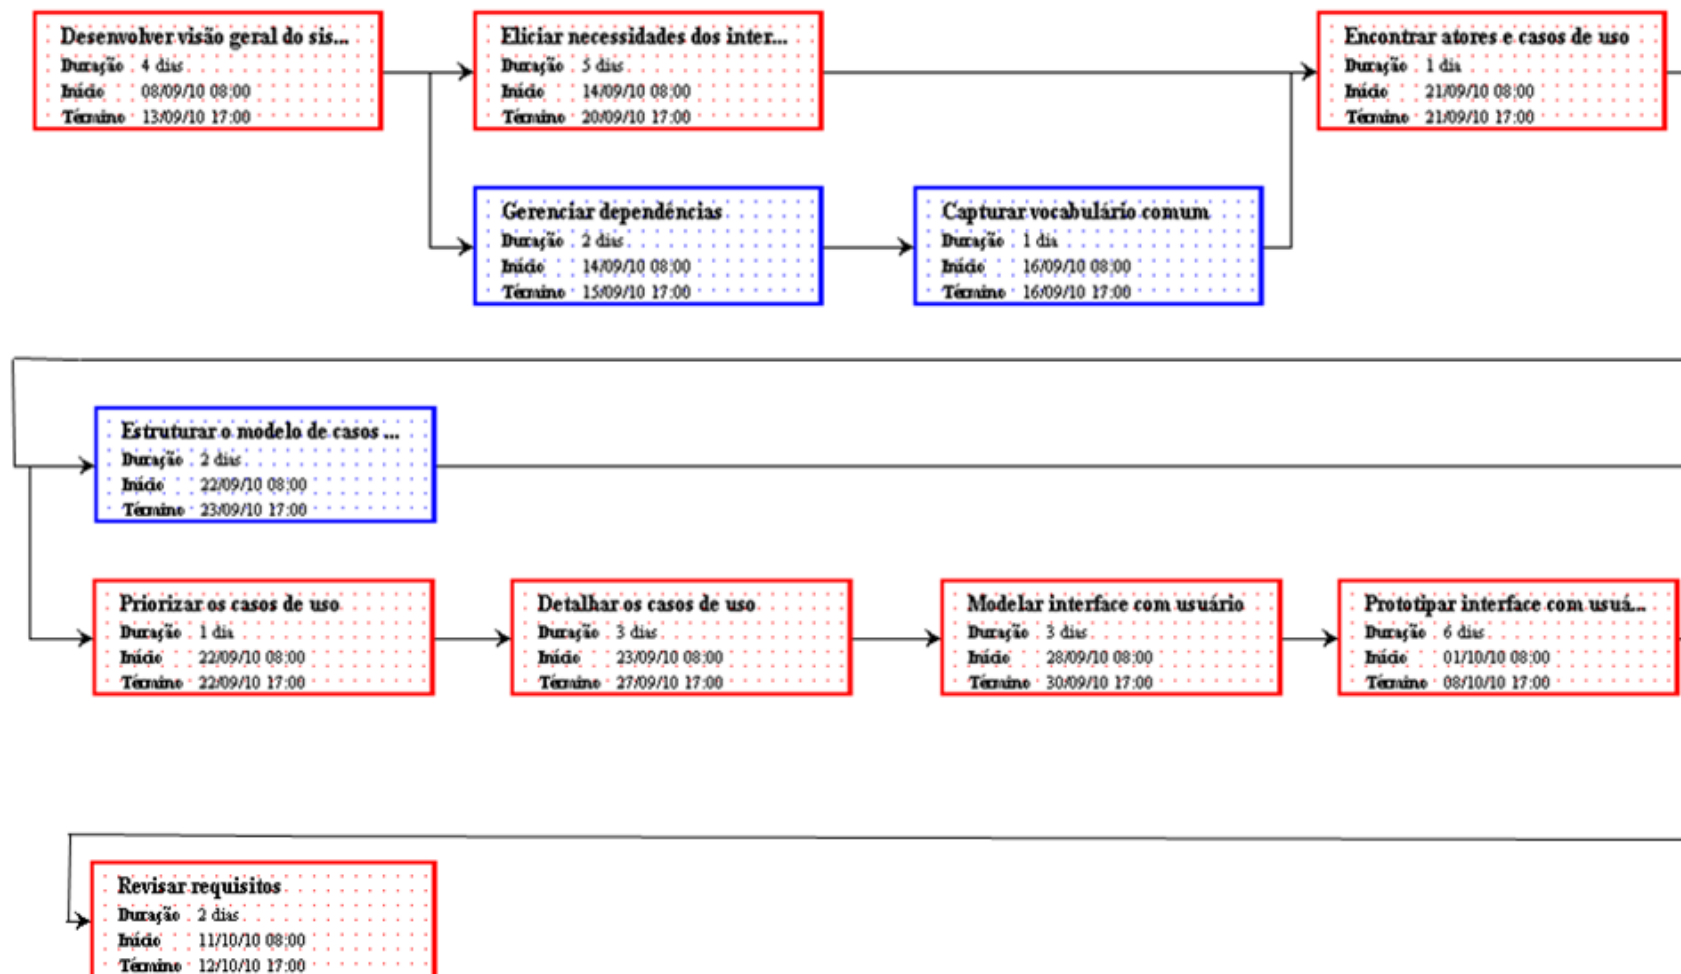 Desenvolver visão geral do sis...
Duração 4 dias
Início 08/09/10 08:00
Término 13/09/10 17:00
Eliciar necessidades dos inter...
Duração 5 dias
Início 14/09/10 08:00
Término 20/09/10 17:00
Encontrar atores e casos de uso
Duração 1 dia
Início 21/09/10 08:00
Término 21/09/10 17:00
Gerenciar dependências
Duração 2 dias
Início 14/09/10 08:00
Término 15/09/10 17:00
Capturar vocabulário comum
Duração 1 dia
Início 16/09/10 08:00
Término 16/09/10 17:00
Estruturar o modelo de casos ...
Duração 2 dias
Início 22/09/10 08:00
Término 23/09/10 17:00
Priorizar os casos de uso
Duração 1 dia
Início 22/09/10 08:00
Término 22/09/10 17:00
Detalhar os casos de uso
Duração 3 dias
Início 23/09/10 08:00
Término 27/09/10 17:00
Modelar interface com usuário
Duração 3 dias
Início 28/09/10 08:00
Término 30/09/10 17:00
Prototipar interface com usuá...
Duração 6 dias
Início 01/10/10 08:00
Término 08/10/10 17:00
Revisar requisitos
Duração 2 dias
Início 11/10/10 08:00
Término 12/10/10 17:00